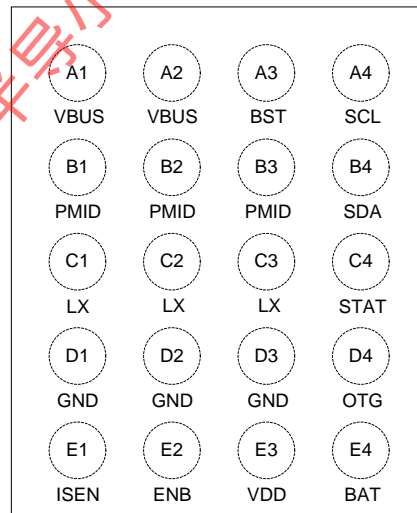 A1 A2 A3 A4
VBUS VBUS BST SCL
B1 B2 B3 B4
PMID PMID PMID SDA
C1 C2 C3 C4
LX LX LX STAT
D1 D2 D3 D4
GND GND GND OTG
E1 E2 E3 E4
ISEN ENB VDD BAT
半导